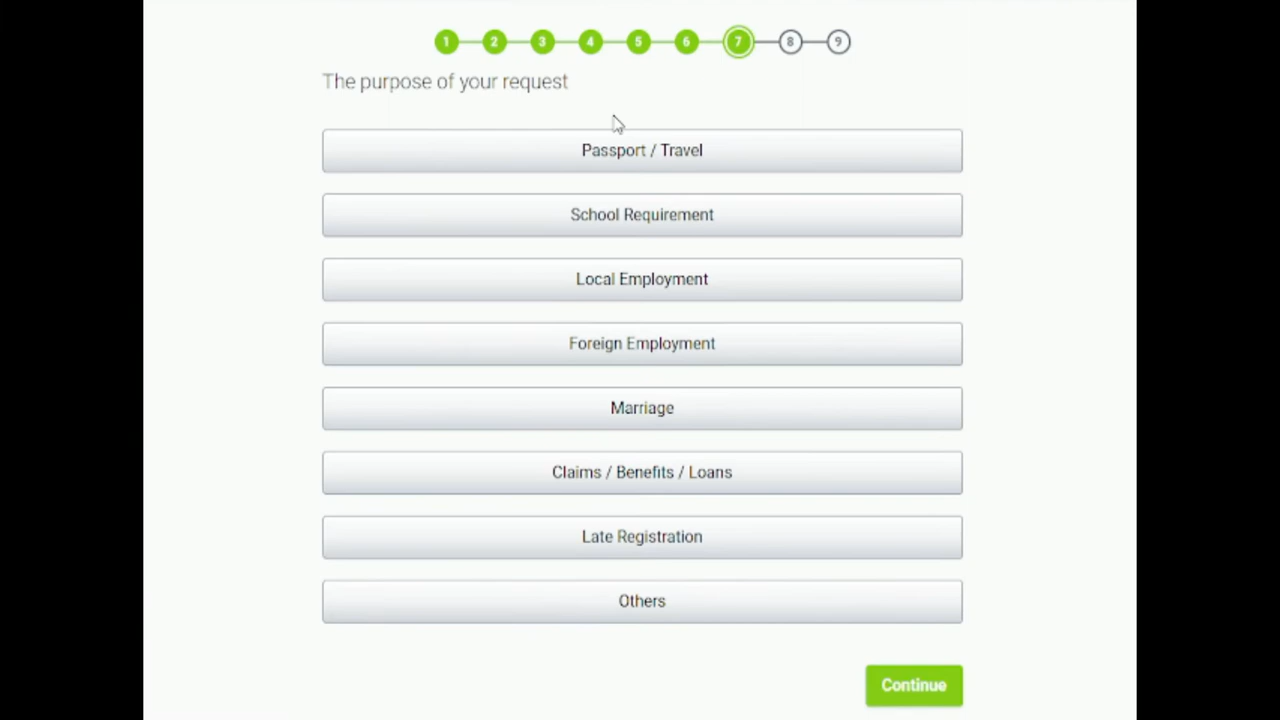 1 2 3 4 5 6 7 8 9
The purpose of your request
Passport / Travel
School Requirement
Local Employment
Foreign Employment
Marriage
Claims / Benefits / Loans
Late Registration
Others
Continue